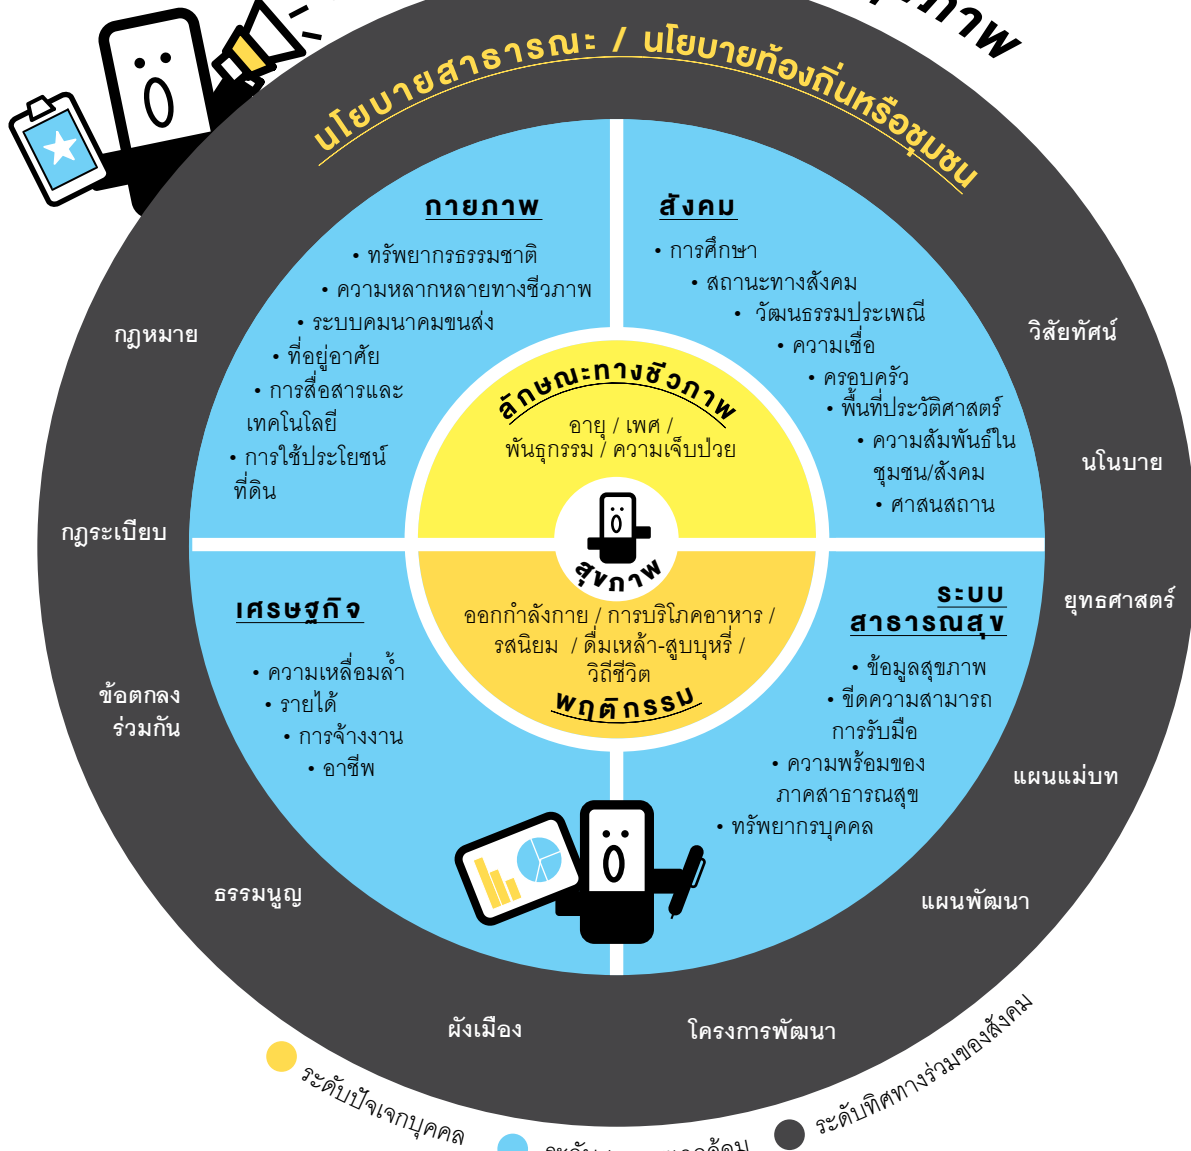 นโยบายสาธารณะ / นโยบายท้องถิ่นหรือชุมชน
กายภาพ
• ทรัพยากรธรรมชาติ
• ความหลากหลายทางชีวภาพ
• ระบบคมนาคมขนส่ง
• ที่อยู่อาศัย
• การสื่อสารและ
เทคโนโลยี
• การใช้ประโยชน์
ที่ดิน
สังคม
• การศึกษา
• สถานะทางสังคม
• วัฒนธรรมประเพณี
• ความเชื่อ
• ครอบครัว
• พื้นที่ประวัติศาสตร์
• ความสัมพันธ์ใน
ชุมชน/สังคม
• ศาสนสถาน
ลักษณะทางชีวภาพ
อายุ / เพศ /
พันธุกรรม / ความเจ็บป่วย
สุขภาพ
ออกกำลังกาย / การบริโภคอาหาร /
รสนิยม / ดื่มเหล้า-สูบบุหรี่ /
วิถีชีวิต
พฤติกรรม
เศรษฐกิจ
• ความเหลื่อมล้ำ
• รายได้
• การจ้างงาน
• อาชีพ
ระบบ
สาธารณสุข
• ข้อมูลสุขภาพ
• ขีดความสามารถ
การรับมือ
• ความพร้อมของ
ภาคสาธารณสุข
• ทรัพยากรบุคคล
กฎหมาย
กฎระเบียบ
ข้อตกลง
ร่วมกัน
ธรรมนูญ
ผังเมือง
โครงการพัฒนา
แผนพัฒนา
แผนแม่บท
ยุทธศาสตร์
นโนบาย
วิสัยทัศน์
ระดับปัจเจกบุคคล
ระดับทิศทางร่วมของสังคม